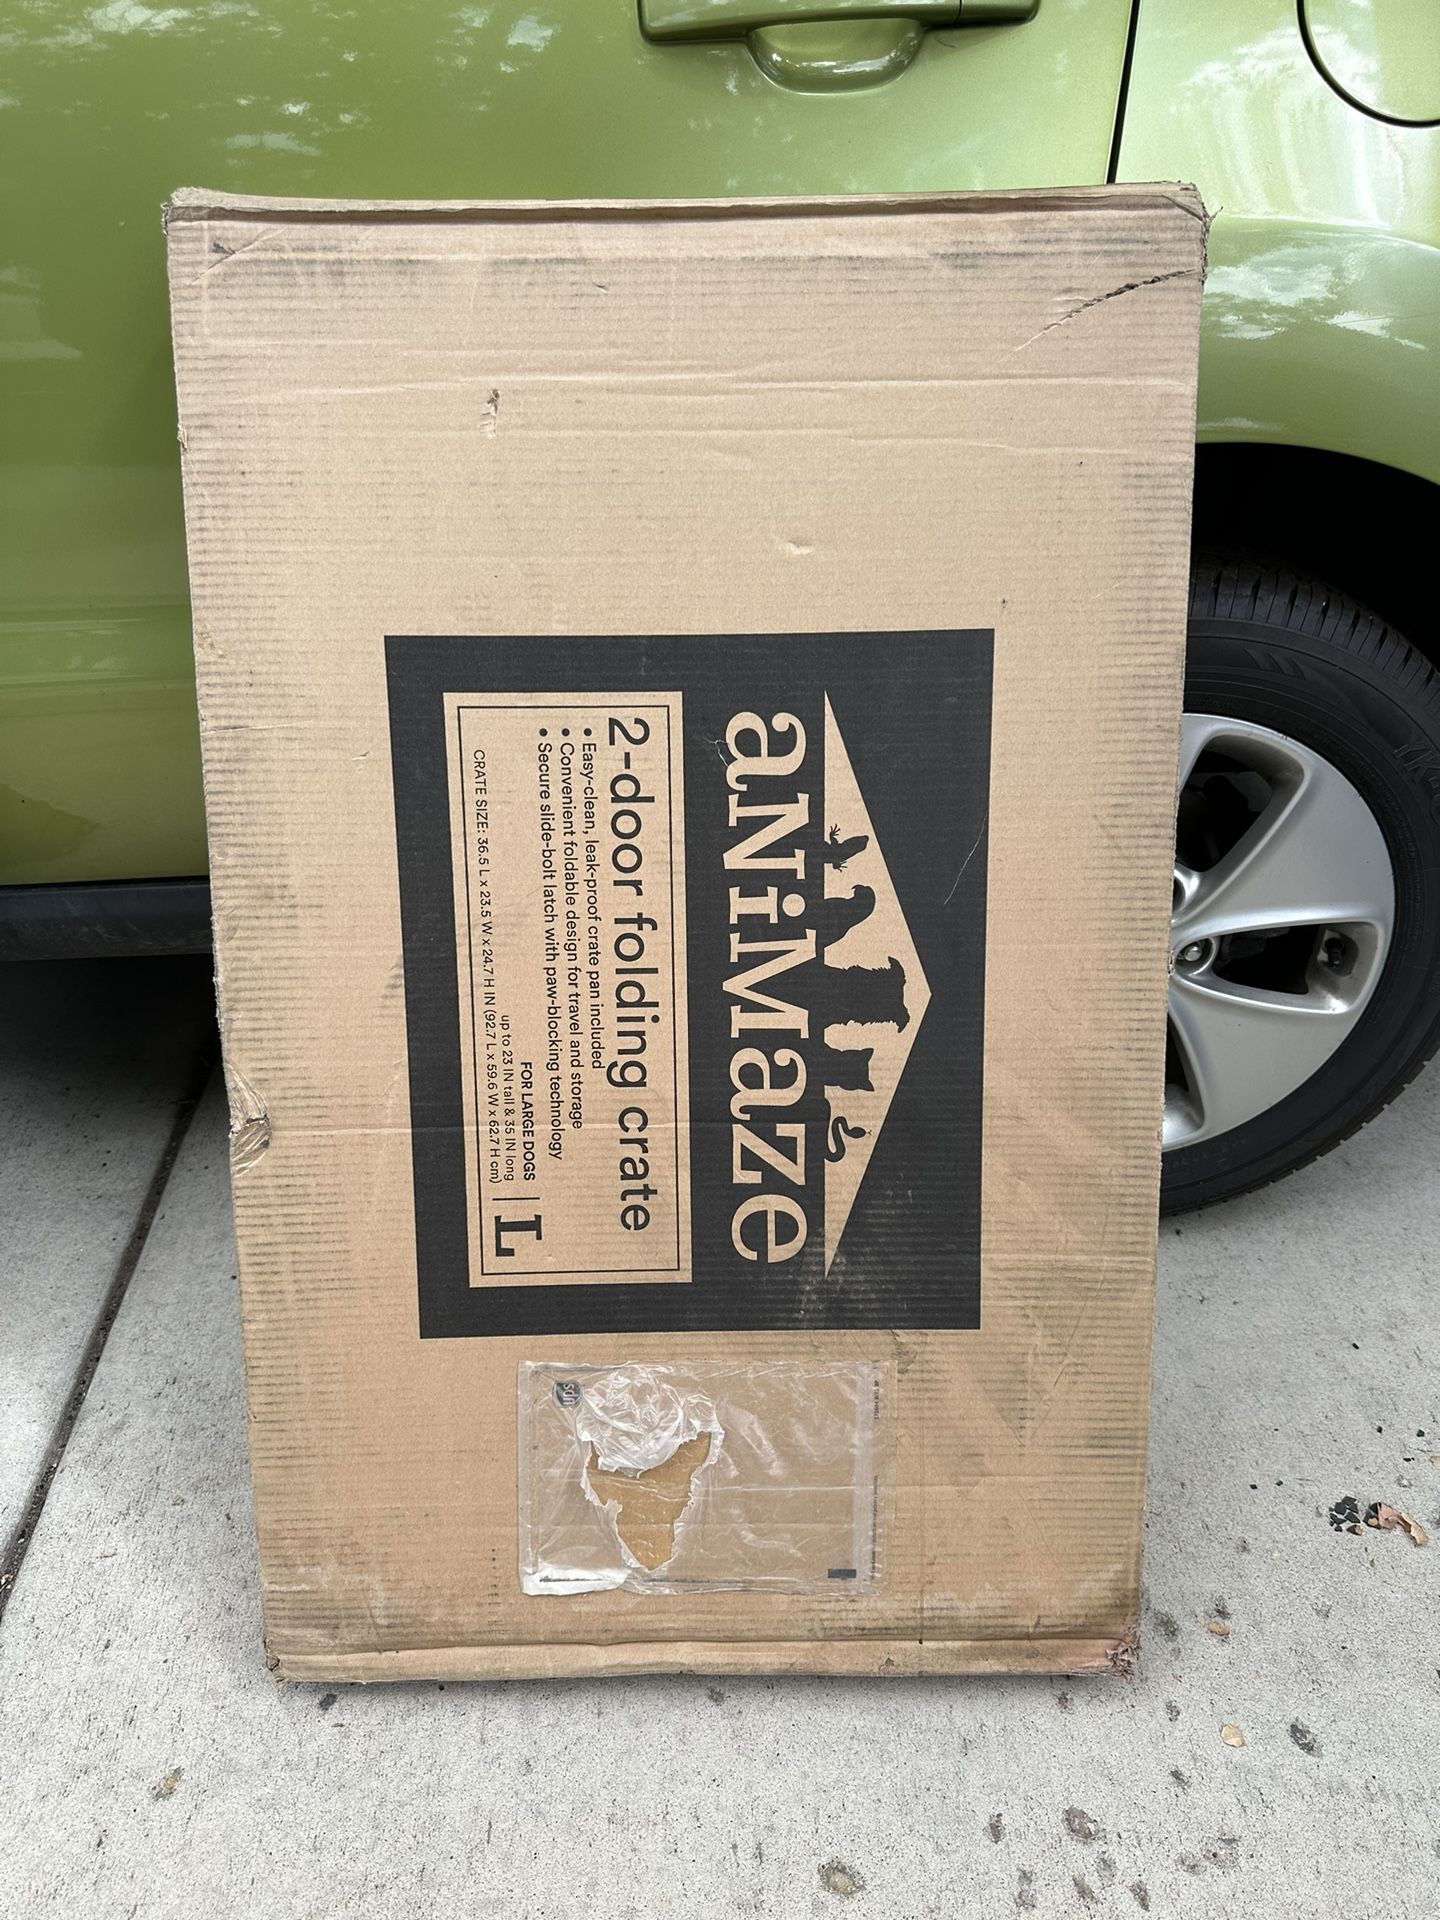 aNiMaze
2-door folding crate
• Easy-clean, leak-proof crate pan included
• Convenient foldable design for travel and storage
• Secure slide-bolt latch with paw-blocking technology
FOR LARGE DOGS
up to 23 IN tall & 35 IN long
L
CRATE SIZE: 36.5 L x 23.5 W x 24.7 H IN (92.7 L x 59.6 W x 62.7 H cm)
ups